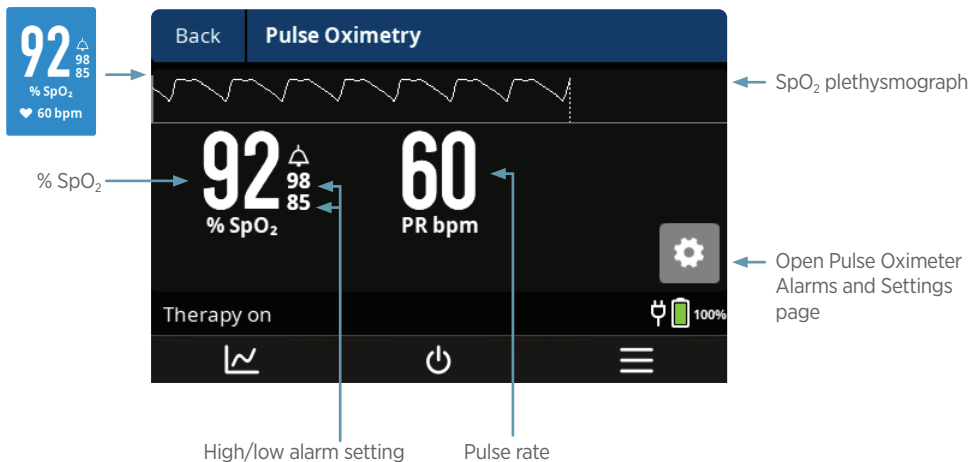 92
98
85
% SpO₂
60 bpm
Back
Pulse Oximetry
SpO₂ plethysmograph
% SpO₂
92
98
85
% SpO₂
60
PR bpm
Open Pulse Oximeter
Alarms and Settings
page
Therapy on
100%
High/low alarm setting
Pulse rate